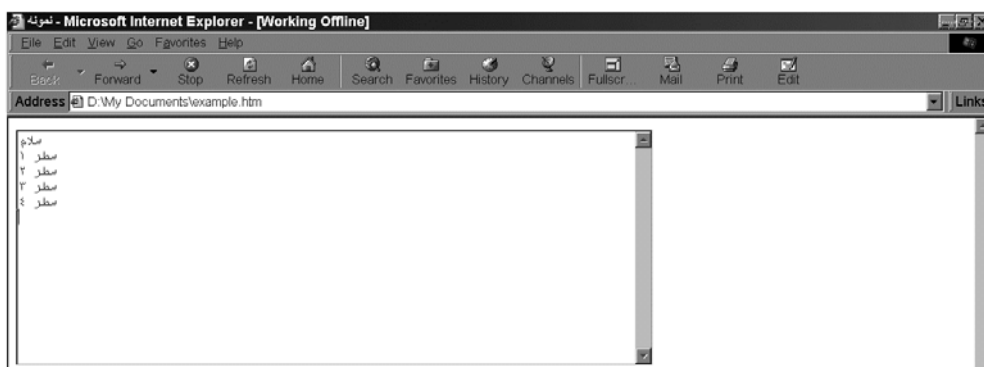 نمونه - Microsoft Internet Explorer - [Working Offline]
File Edit View Go Favorites Help
Back Forward Stop Refresh Home Search Favorites History Channels Fullscr... Mail Print Edit
Address D:\My Documents\example.htm Links
سلام
سطر ۱
سطر ۲
سطر ۳
سطر ٤